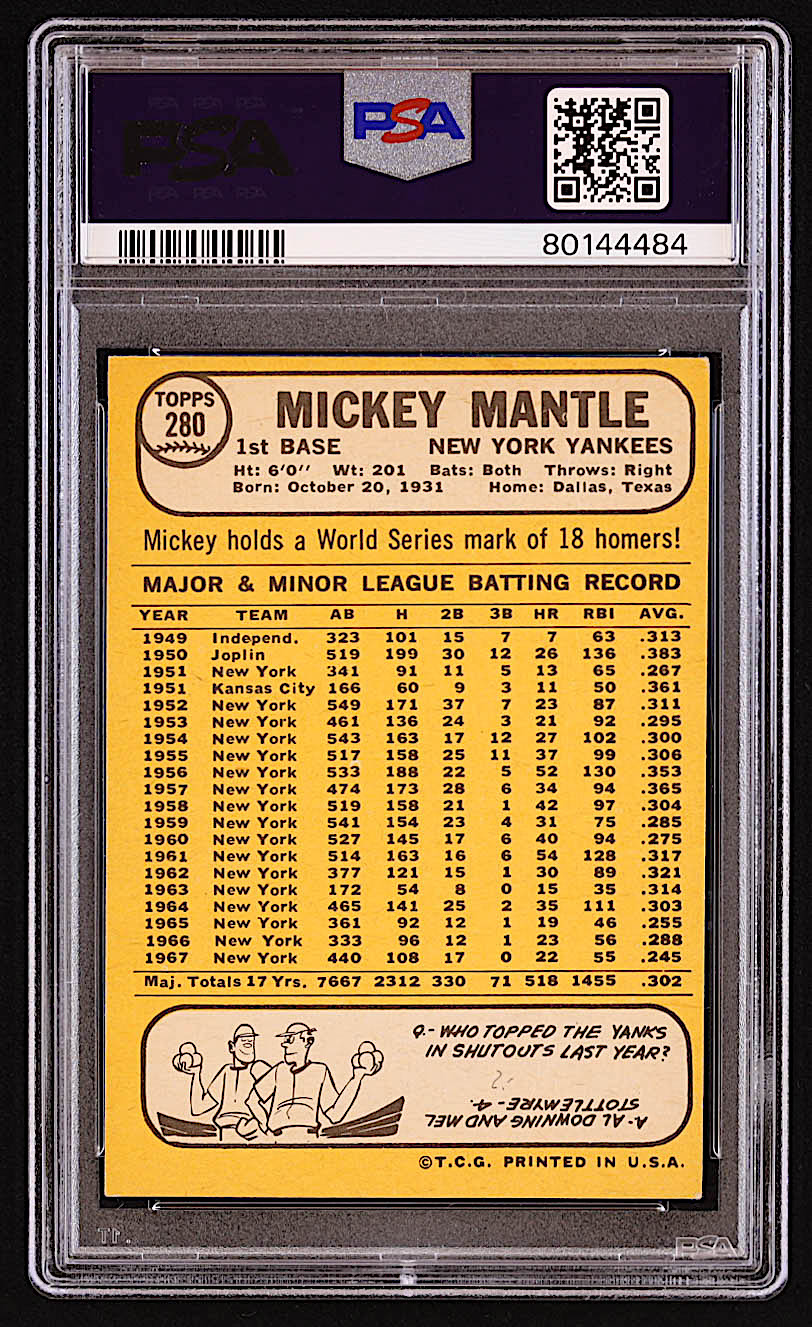 PSA PSA PSA
PSA
PSA PSA PSA
PSA
80144484
TOPPS
280
MICKEY MANTLE
1st BASE NEW YORK YANKEES
Ht: 6'0" Wt: 201 Bats: Both Throws: Right
Born: October 20, 1931 Home: Dallas, Texas
Mickey holds a World Series mark of 18 homers!
MAJOR & MINOR LEAGUE BATTING RECORD
YEAR TEAM AB H 2B 3B HR RBI AVG.
1949 Independ. 323 101 15 7 7 63 .313
1950 Joplin 519 199 30 12 26 136 .383
1951 New York 341 91 11 5 13 65 .267
1951 Kansas City 166 60 9 3 11 50 .361
1952 New York 549 171 37 7 23 87 .311
1953 New York 461 136 24 3 21 92 .295
1954 New York 543 163 17 12 27 102 .300
1955 New York 517 158 25 11 37 99 .306
1956 New York 533 188 22 5 52 130 .353
1957 New York 474 173 28 6 34 94 .365
1958 New York 519 158 21 1 42 97 .304
1959 New York 541 154 23 4 31 75 .285
1960 New York 527 145 17 6 40 94 .275
1961 New York 514 163 16 6 54 128 .317
1962 New York 377 121 15 1 30 89 .321
1963 New York 172 54 8 0 15 35 .314
1964 New York 465 141 25 2 35 111 .303
1965 New York 361 92 12 1 19 46 .255
1966 New York 333 96 12 1 23 56 .288
1967 New York 440 108 17 0 22 55 .245
Maj. Totals 17 Yrs. 7667 2312 330 71 518 1455 .302
Q.- WHO TOPPED THE YANKS
IN SHUTOUTS LAST YEAR?
A- AL DOWNING AND MEL
STOTTLEMYRE - 4.
©T.C.G. PRINTED IN U.S.A.
PSA